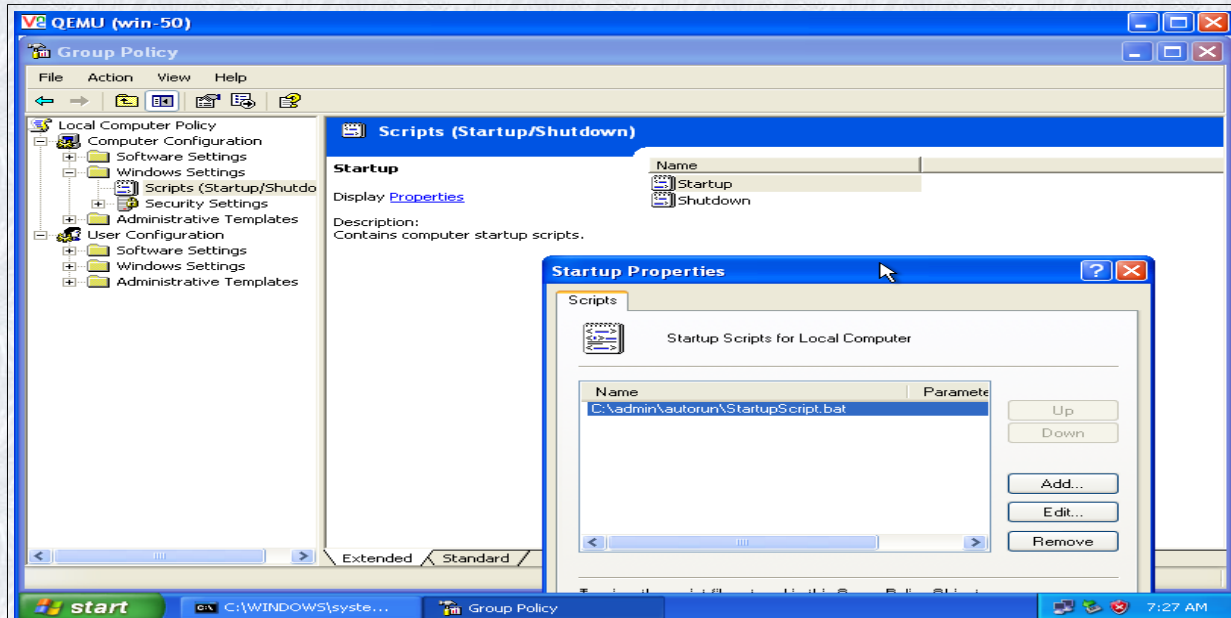 QEMU (win-50)
Group Policy
File Action View Help
Local Computer Policy
Computer Configuration
Software Settings
Windows Settings
Scripts (Startup/Shutdo
Security Settings
Administrative Templates
User Configuration
Software Settings
Windows Settings
Administrative Templates
Scripts (Startup/Shutdown)
Startup
Display Properties
Description:
Contains computer startup scripts.
Name
Startup
Shutdown
Extended Standard
Startup Properties
Scripts
Startup Scripts for Local Computer
Name Paramete
C:\admin\autorun\StartupScript.bat
Up
Down
Add...
Edit...
Remove
start C:\WINDOWS\syste... Group Policy 7:27 AM